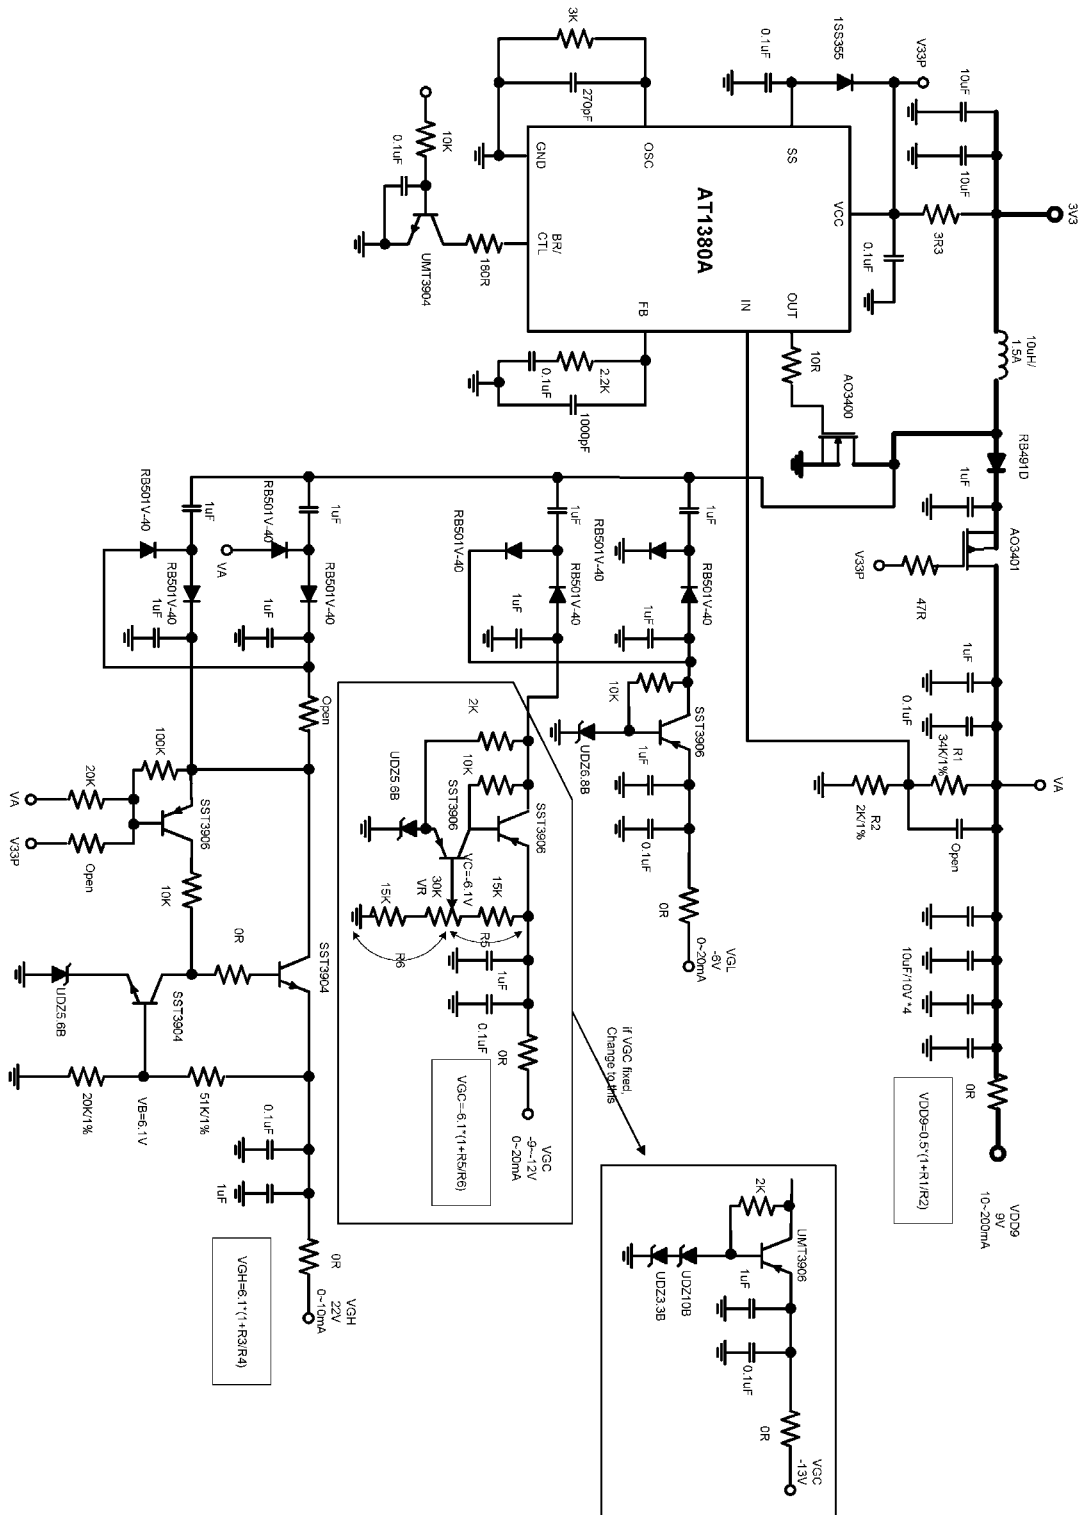 3V3
10uF
10uF
V33P
1SS355
0.1uF
3K
270pF
3R3
0.1uF
VCC
SS
OSC
GND
AT1380A
OUT
IN
FB
BR/
CTL
10K
0.1uF
180R
UMT3904
10uH/
1.5A
10R
AO3400
2.2K
0.1uF
1000pF
RB491D
1uF
AO3401
V33P
47R
1uF
0.1uF
R1
34K/1%
R2
2K/1%
Open
VA
10uF/10V *4
0R
VDD9
9V
10~200mA
VDD9=0.5*(1+R1/R2)
1uF
RB501V-40
1uF
10K
SST3906
UDZ6.8B
1uF
0.1uF
0R
VGL
-6V
0~20mA
1uF
RB501V-40
RB501V-40
RB501V-40
1uF
2K
10K
SST3906
SST3906
UDZ5.6B
VC=-6.1V
15K
30K
VR
15K
R5
R6
1uF
0.1uF
0R
VGC
-9~-12V
0~20mA
VGC=-6.1*(1+R5/R6)
if VGC fixed,
Change to this
2K
UMT3906
UDZ10B
UDZ3.3B
1uF
0.1uF
0R
VGC
-13V
1uF
RB501V-40
RB501V-40
VA
1uF
Open
1uF
RB501V-40
RB501V-40
1uF
100K
20K
VA
V33P
Open
SST3906
10K
0R
SST3904
SST3904
UDZ5.6B
VB=6.1V
51K/1%
20K/1%
0.1uF
1uF
0R
VGH
22V
0~10mA
VGH=6.1*(1+R3/R4)